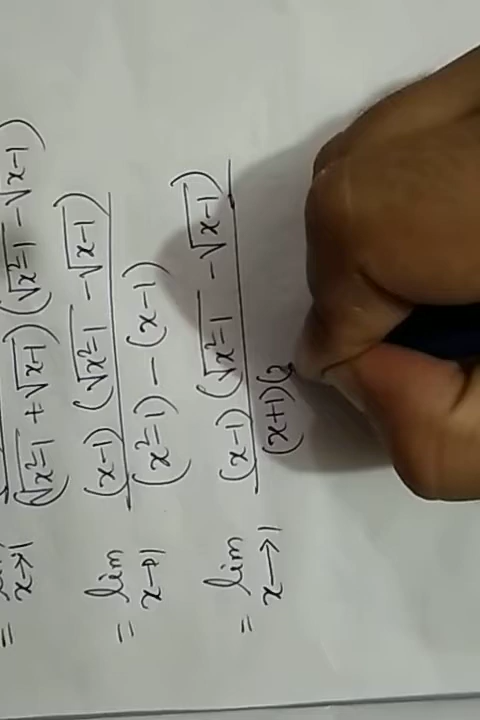 (√x²-1 + √x-1) (√x²-1 - √x-1)
= lim x→1
(x-1) (√x²-1 - √x-1)
= lim x→1
(x²-1) - (x-1)
(x-1) (√x²-1 - √x-1)
= lim x→1
(x+1)(